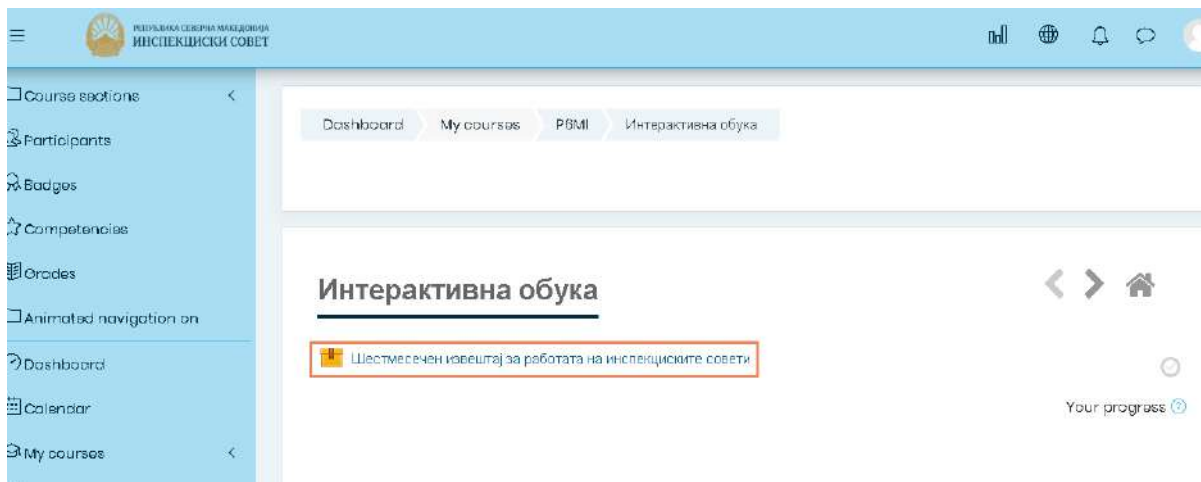 РЕПУБЛИКА СЕВЕРНА МАКЕДОНИЈА
ИНСПЕКЦИСКИ СОВЕТ
Course sections
Participants
Badges
Competencies
Grades
Animated navigation on
Dashboard
Calendar
My courses
Dashboard My courses P6MI Интерактивна обука
Интерактивна обука
Шестмесечен извештај за работата на инспекциските совети
Your progress